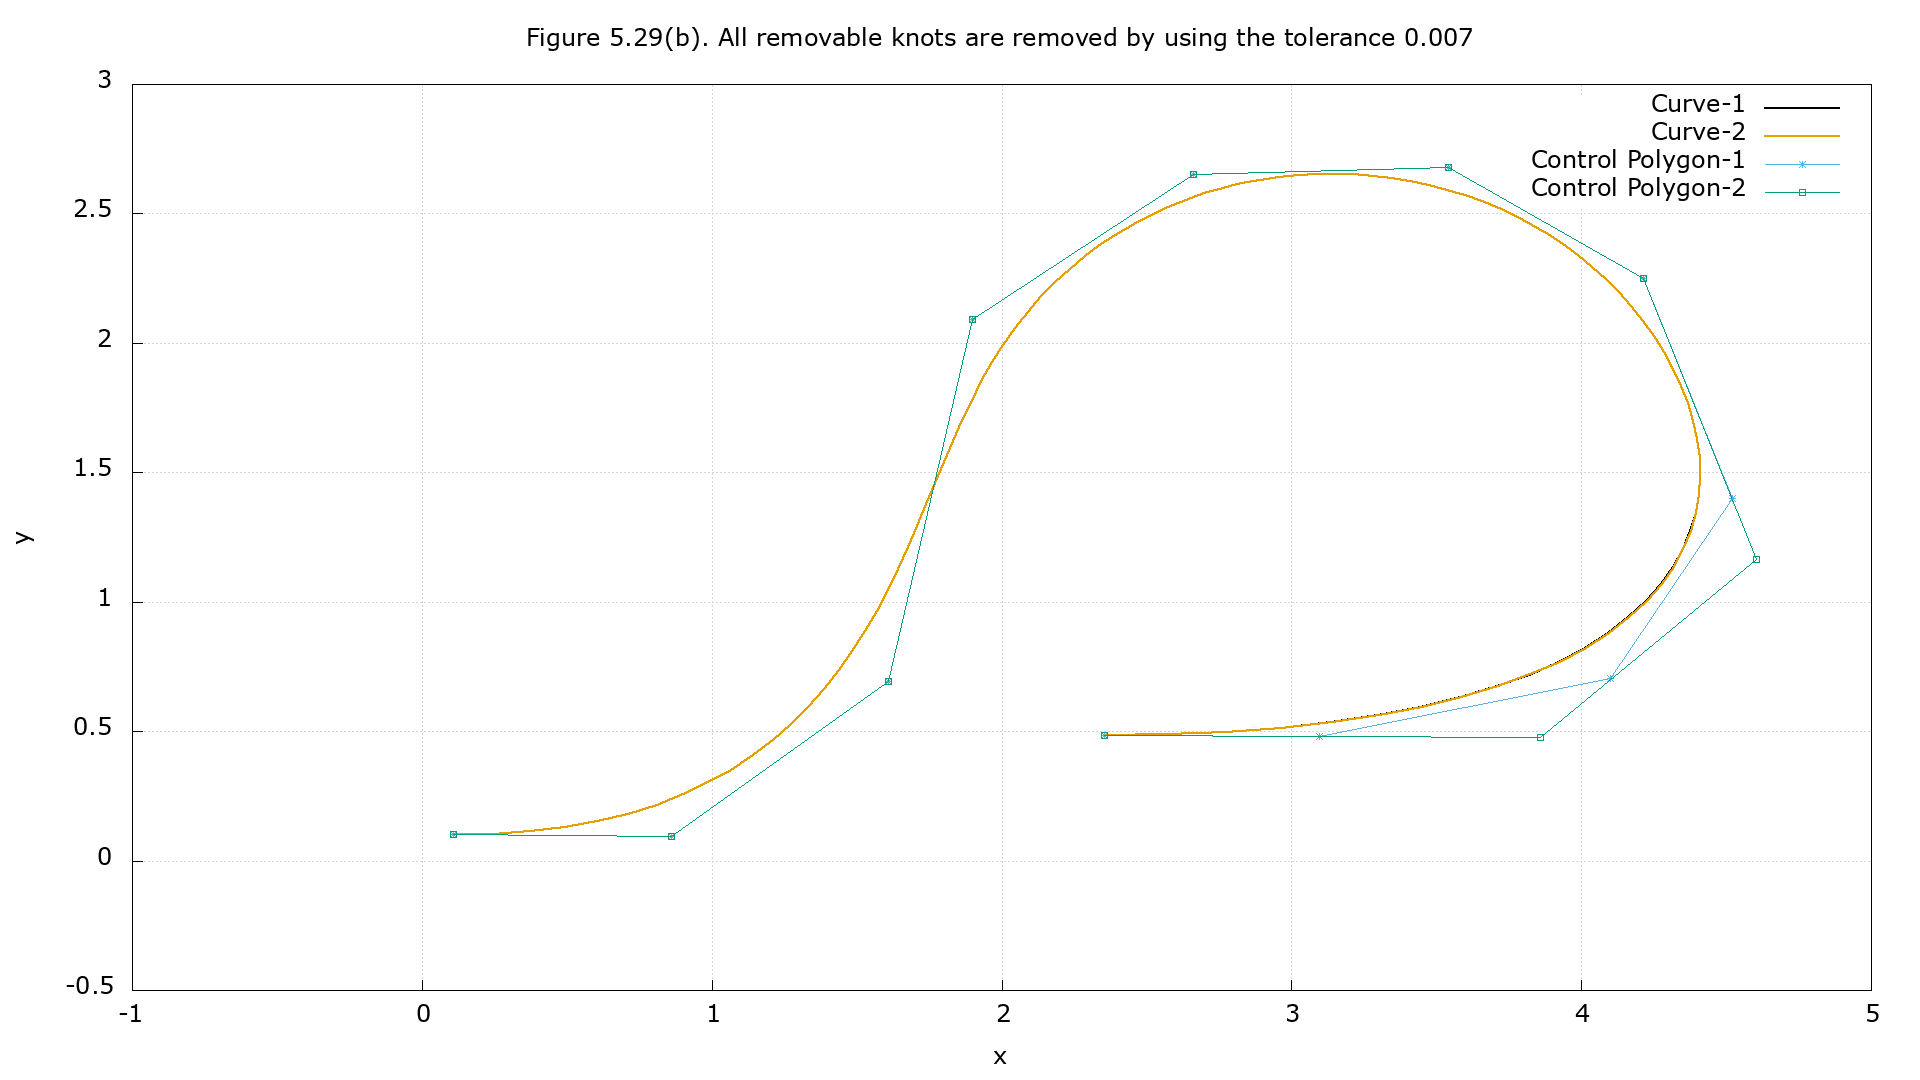 Figure 5.29(b). All removable knots are removed by using the tolerance 0.007
3
Curve-1
Curve-2
Control Polygon-1
Control Polygon-2
2.5
2
1.5
y
1
0.5
0
-0.5
-1 0 1 2 3 4 5
x